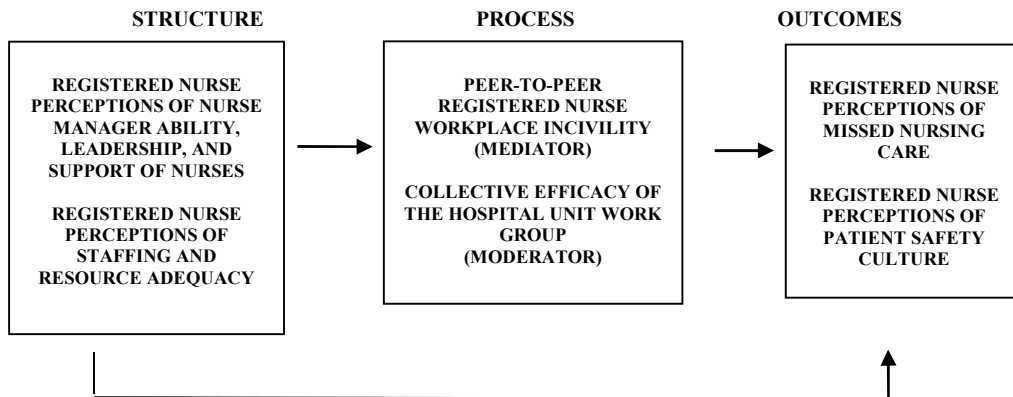 STRUCTURE
PROCESS
OUTCOMES
REGISTERED NURSE
PERCEPTIONS OF NURSE
MANAGER ABILITY,
LEADERSHIP, AND
SUPPORT OF NURSES
REGISTERED NURSE
PERCEPTIONS OF
STAFFING AND
RESOURCE ADEQUACY
PEER-TO-PEER
REGISTERED NURSE
WORKPLACE INCIVILITY
(MEDIATOR)
COLLECTIVE EFFICACY OF
THE HOSPITAL UNIT WORK
GROUP
(MODERATOR)
REGISTERED NURSE
PERCEPTIONS OF
MISSED NURSING
CARE
REGISTERED NURSE
PERCEPTIONS OF
PATIENT SAFETY
CULTURE